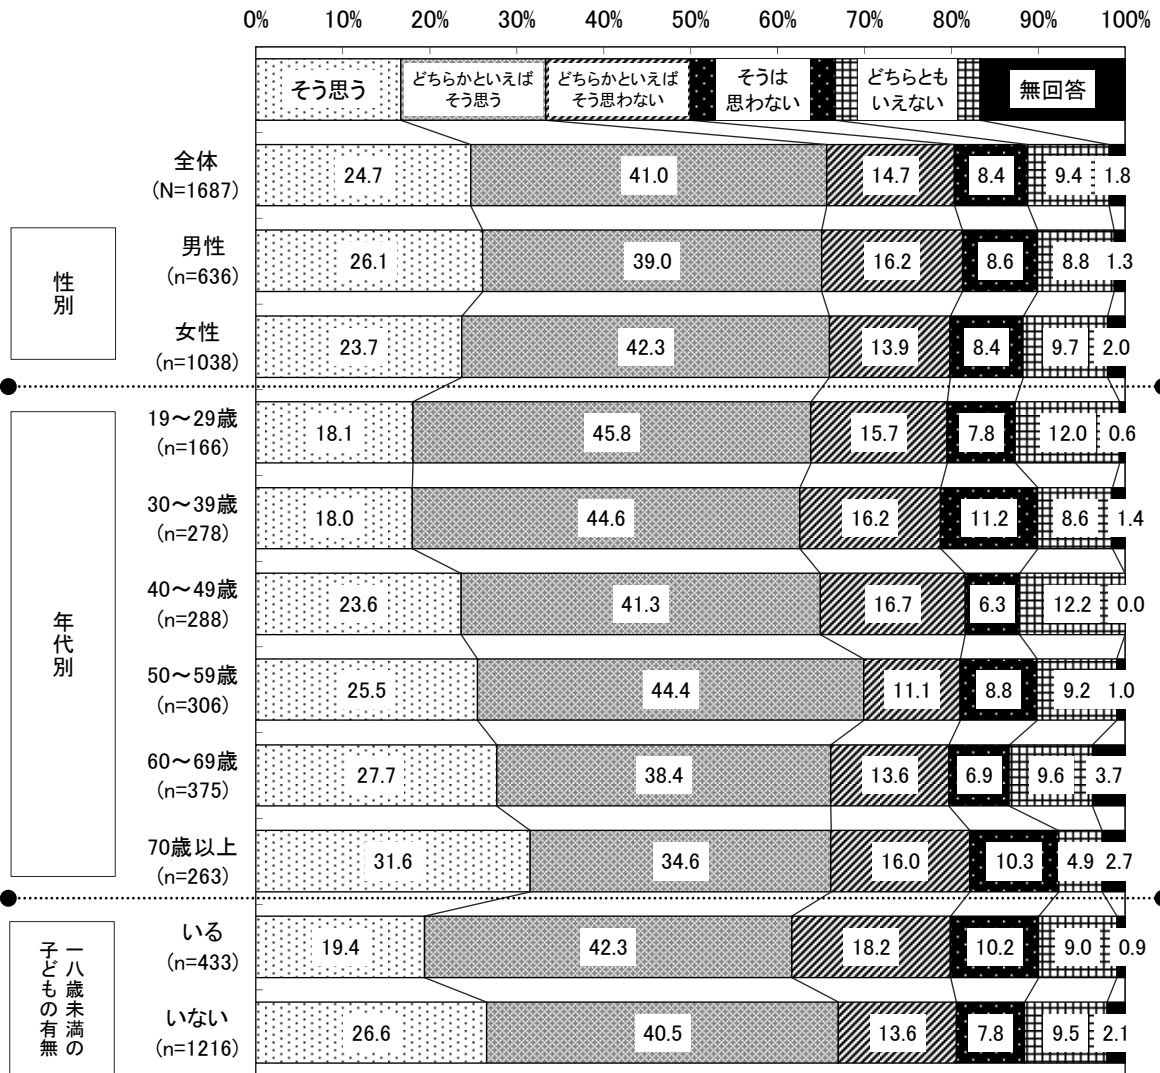 0% 10% 20% 30% 40% 50% 60% 70% 80% 90% 100%
そう思う
どちらかといえば
そう思う
どちらかといえば
そう思わない
そうは
思わない
どちらとも
いえない
無回答
全体
(N=1687)
24.7 41.0 14.7 8.4 9.4 1.8
性別
男性
(n=636)
26.1 39.0 16.2 8.6 8.8 1.3
女性
(n=1038)
23.7 42.3 13.9 8.4 9.7 2.0
年代別
19～29歳
(n=166)
18.1 45.8 15.7 7.8 12.0 0.6
30～39歳
(n=278)
18.0 44.6 16.2 11.2 8.6 1.4
40～49歳
(n=288)
23.6 41.3 16.7 6.3 12.2 0.0
50～59歳
(n=306)
25.5 44.4 11.1 8.8 9.2 1.0
60～69歳
(n=375)
27.7 38.4 13.6 6.9 9.6 3.7
70歳以上
(n=263)
31.6 34.6 16.0 10.3 4.9 2.7
一八歳未満の
子どもの有無
いる
(n=433)
19.4 42.3 18.2 10.2 9.0 0.9
いない
(n=1216)
26.6 40.5 13.6 7.8 9.5 2.1